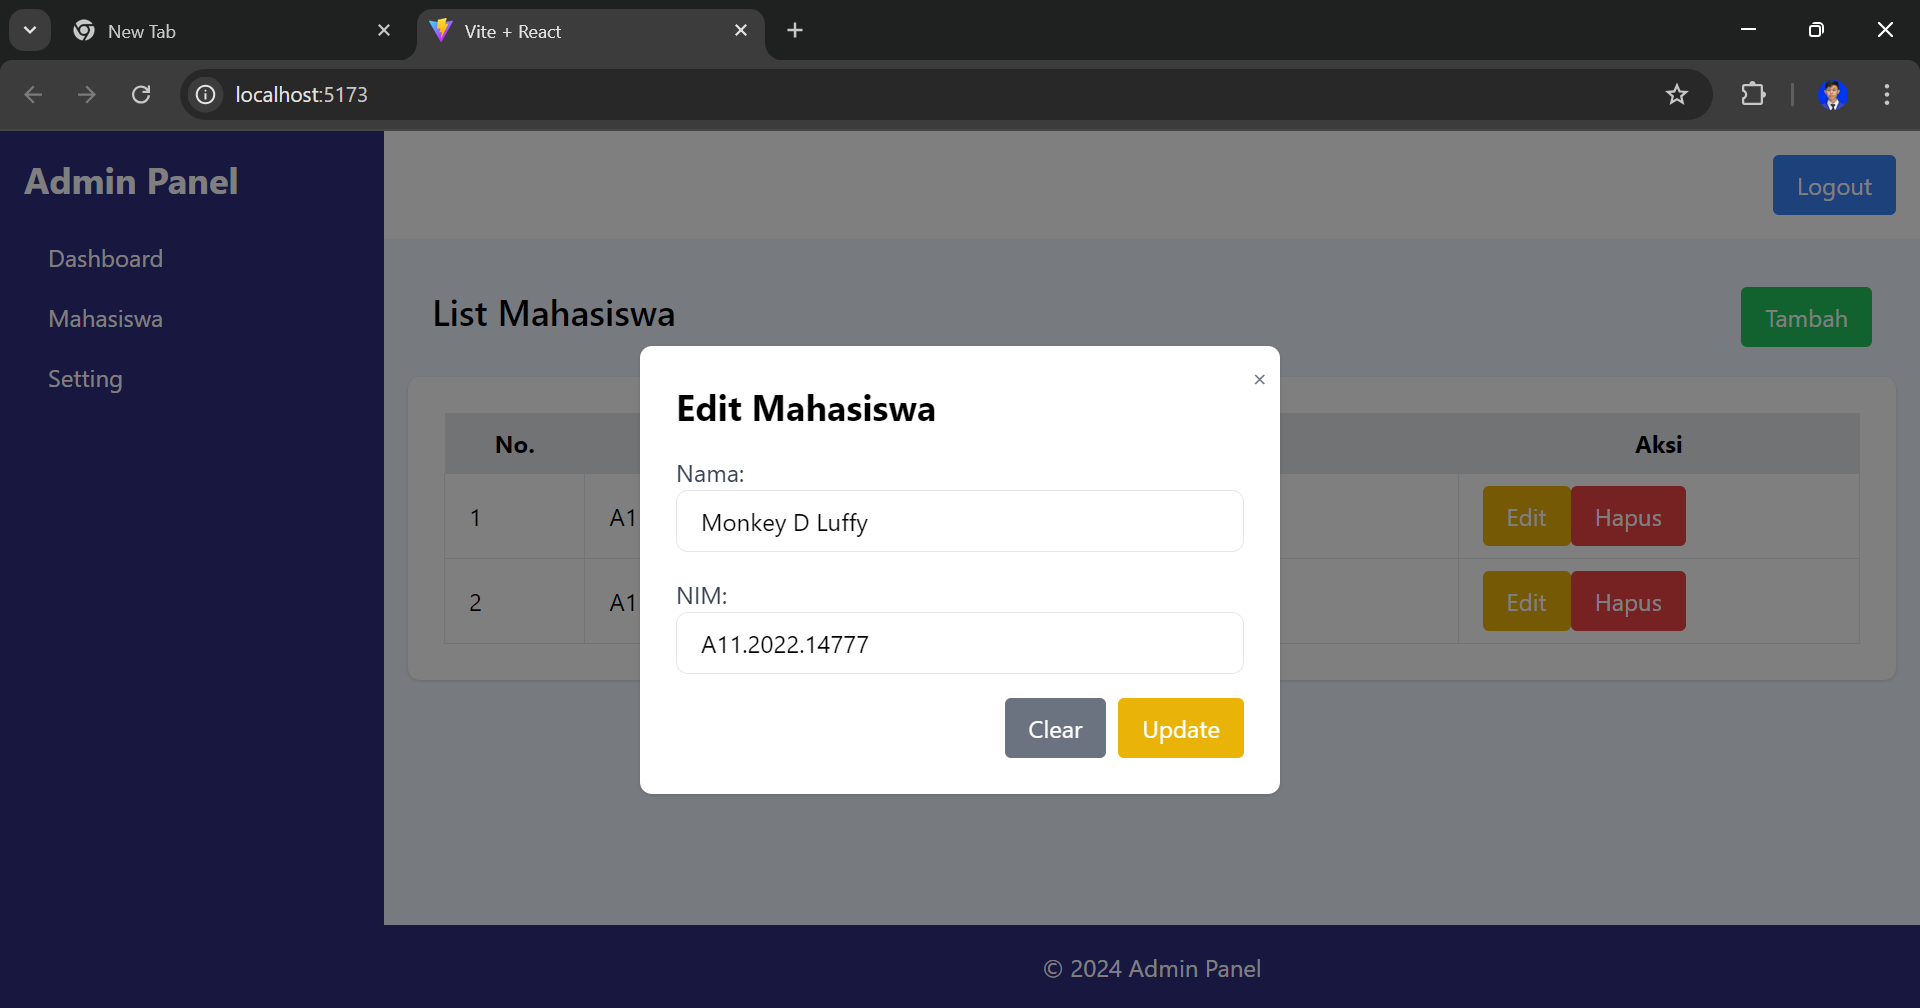 New Tab
Vite + React
localhost:5173
Admin Panel
Logout
Dashboard
Mahasiswa
Setting
List Mahasiswa
Tambah
×
Edit Mahasiswa
No.
Aksi
Nama:
Monkey D Luffy
1
A1
Edit
Hapus
NIM:
A11.2022.14777
2
A1
Edit
Hapus
Clear
Update
© 2024 Admin Panel